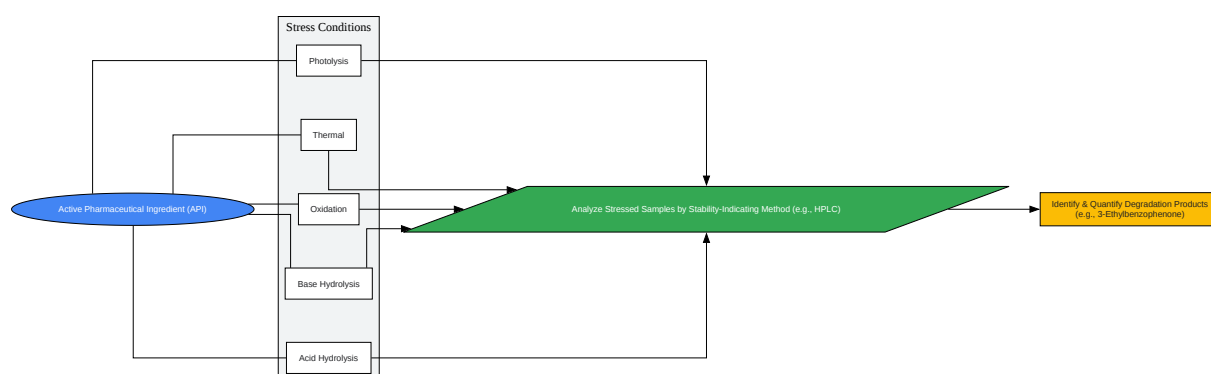 Stress Conditions
Photolysis
Thermal
Active Pharmaceutical Ingredient (API)
Oxidation
Analyze Stressed Samples by Stability-Indicating Method (e.g., HPLC)
Identify & Quantify Degradation Products
(e.g., 3-Ethylbenzophenone)
Base Hydrolysis
Acid Hydrolysis